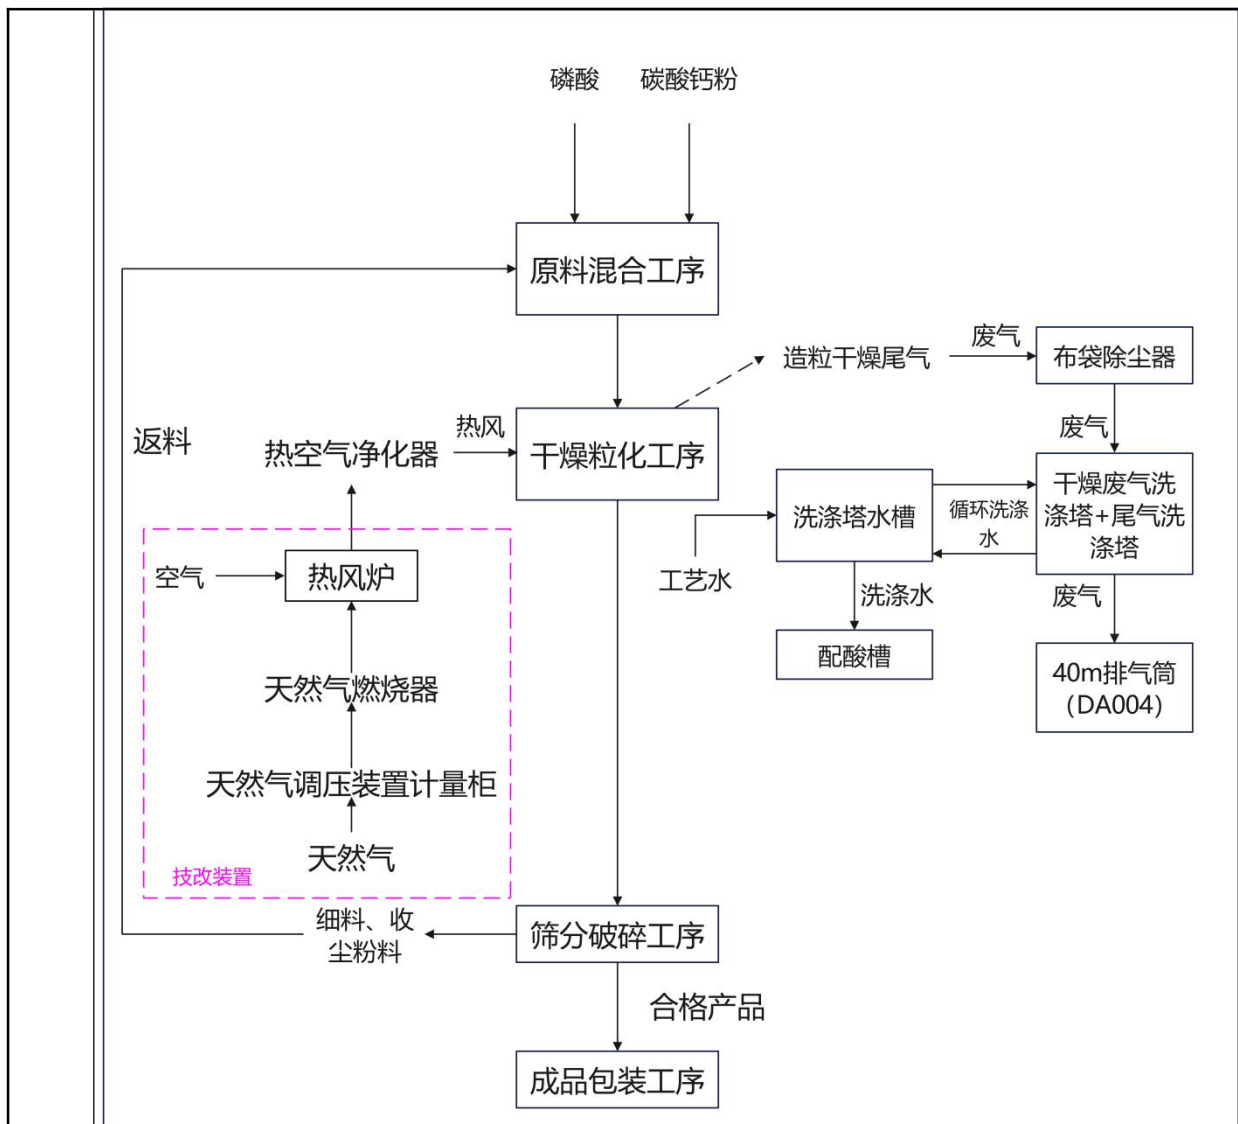 磷酸
碳酸钙粉
原料混合工序
造粒干燥尾气
废气
布袋除尘器
返料
热空气净化器
热风
干燥粒化工序
废气
洗涤塔水槽
循环洗涤
水
干燥废气洗
涤塔+尾气洗
涤塔
空气
热风炉
工艺水
洗涤水
废气
配酸槽
40m排气筒
（DA004）
天然气燃烧器
天然气调压装置计量柜
天然气
技改装置
细料、收
尘粉料
筛分破碎工序
合格产品
成品包装工序